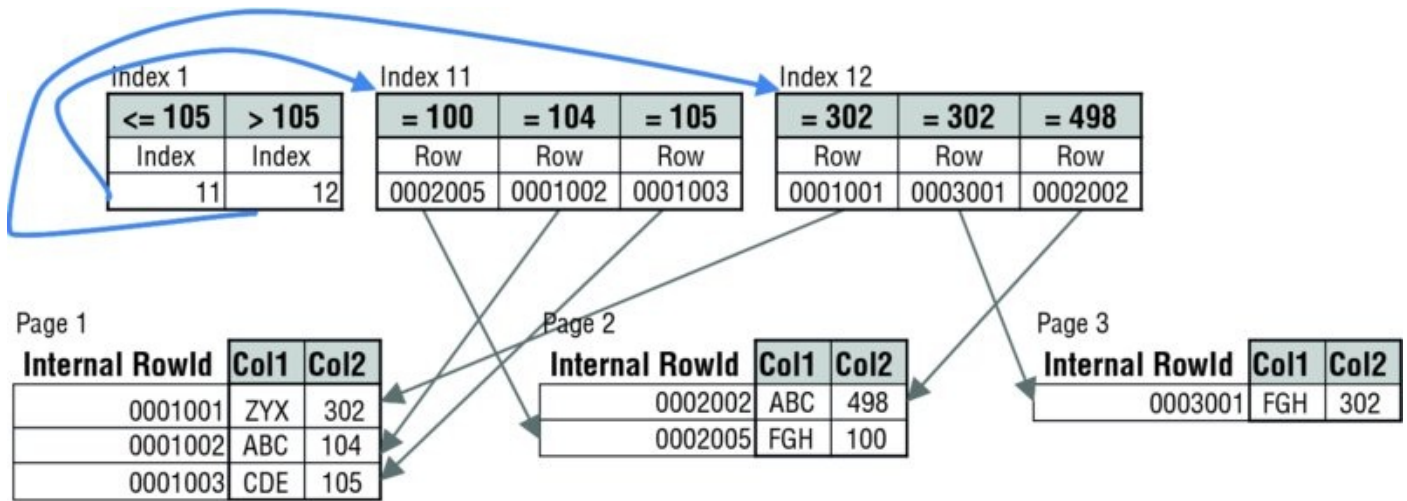 Index 1 Index 11 Index 12
<= 105 > 105 = 100 = 104 = 105 = 302 = 302 = 498
Index Index Row Row Row Row Row Row
11 12 0002005 0001002 0001003 0001001 0003001 0002002
Page 1 Page 2 Page 3
Internal RowId Col1 Col2 Internal RowId Col1 Col2 Internal RowId Col1 Col2
0001001 ZYX 302 0002002 ABC 498 0003001 FGH 302
0001002 ABC 104 0002005 FGH 100
0001003 CDE 105